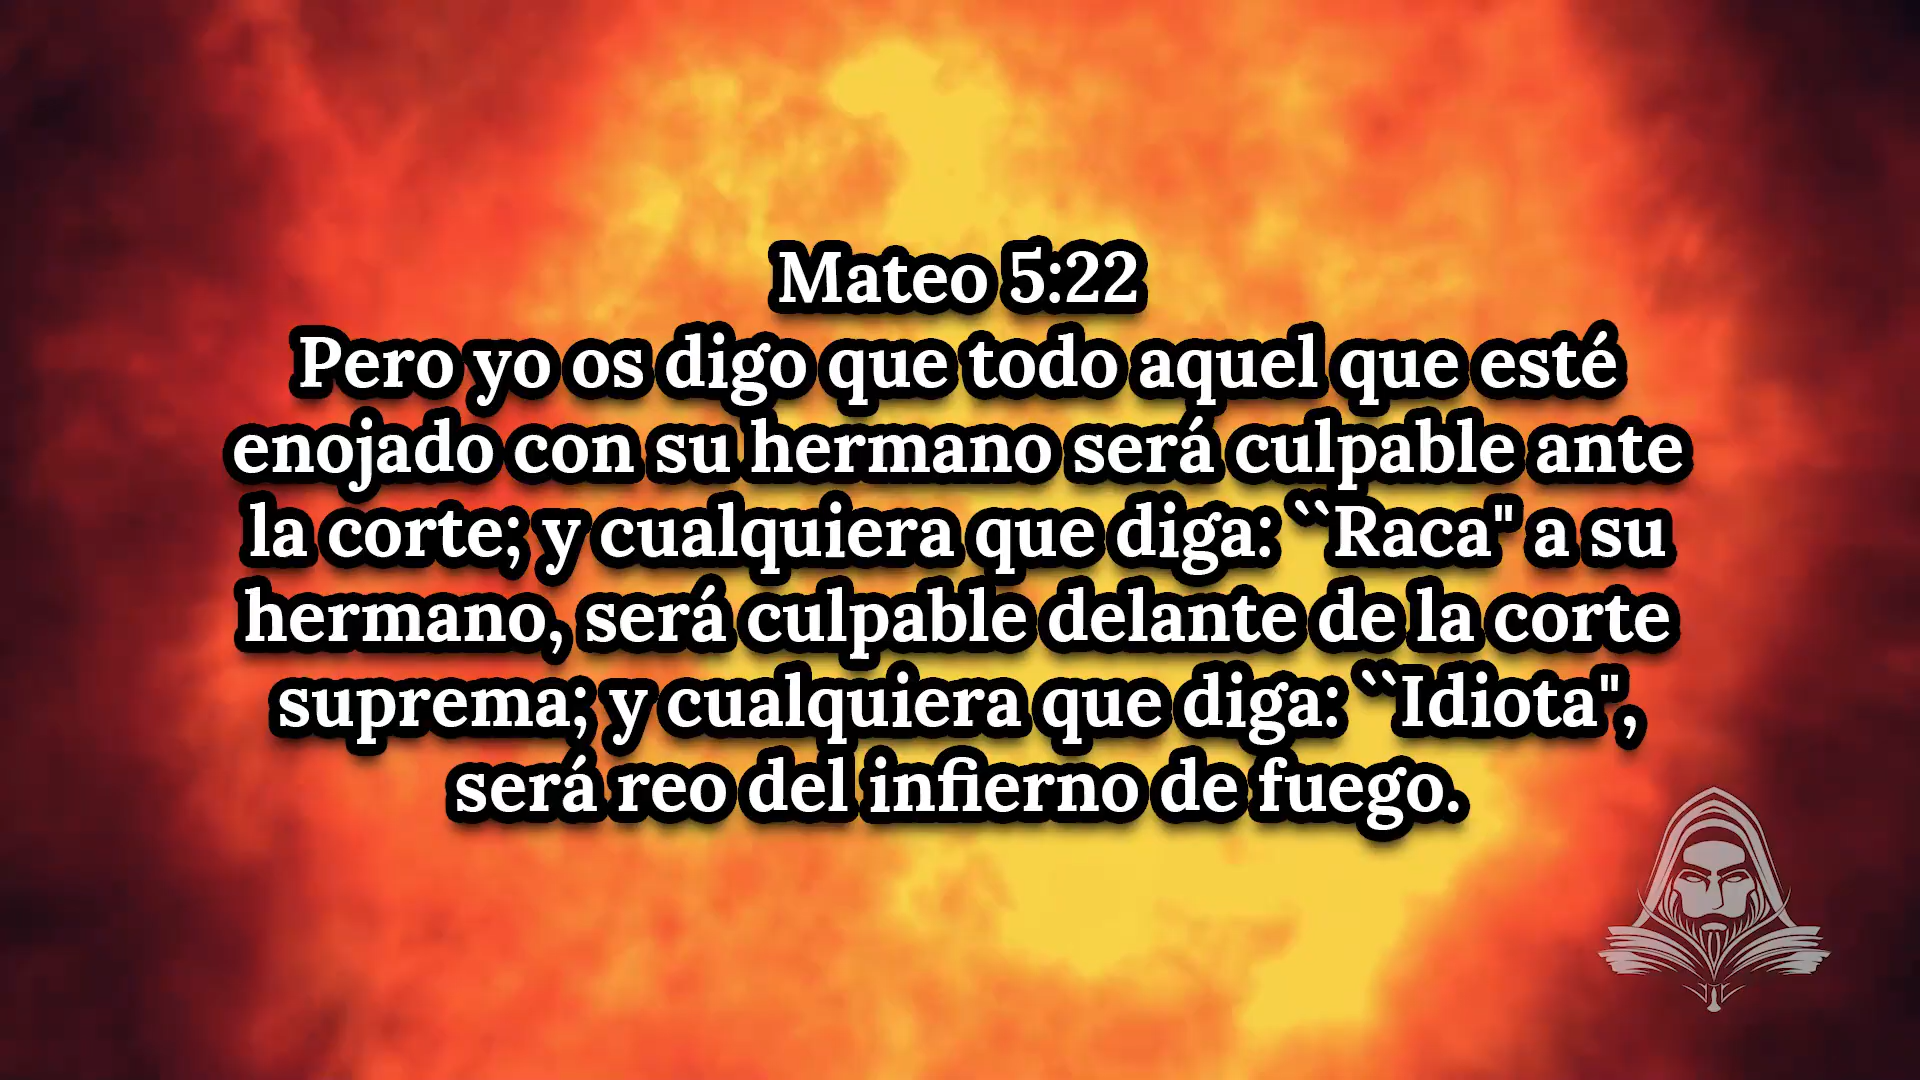 Mateo 5:22
Pero yo os digo que todo aquel que esté
enojado con su hermano será culpable ante
la corte; y cualquiera que diga: ``Raca" a su
hermano, será culpable delante de la corte
suprema; y cualquiera que diga: ``Idiota",
será reo del infierno de fuego.